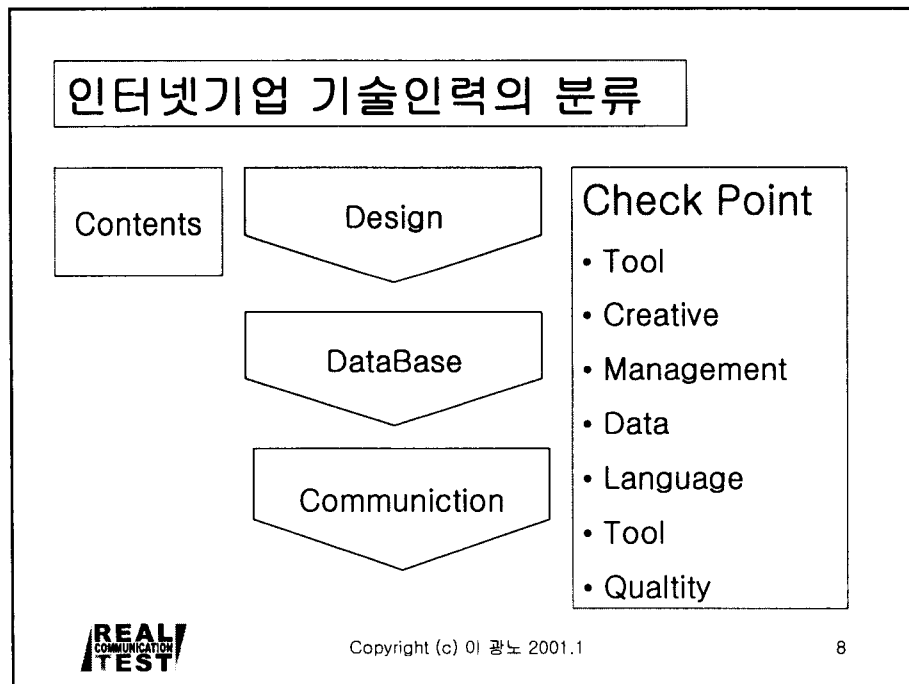 인터넷기업 기술인력의 분류
Contents
Design
DataBase
Communiction
Check Point
• Tool
• Creative
• Management
• Data
• Language
• Tool
• Qualtity
REAL
COMMUNICATION
TEST
Copyright (c) 이 광노 2001.1
8